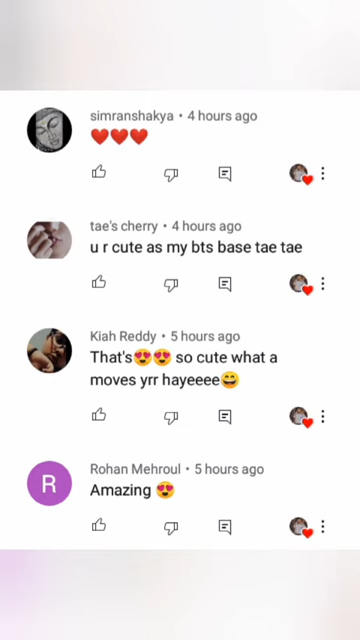 simranshakya • 4 hours ago
❤️❤️❤️
tae's cherry • 4 hours ago
u r cute as my bts base tae tae
Kiah Reddy • 5 hours ago
That's😍😍 so cute what a
moves yrr hayeeee😄
R
Rohan Mehroul • 5 hours ago
Amazing 😍